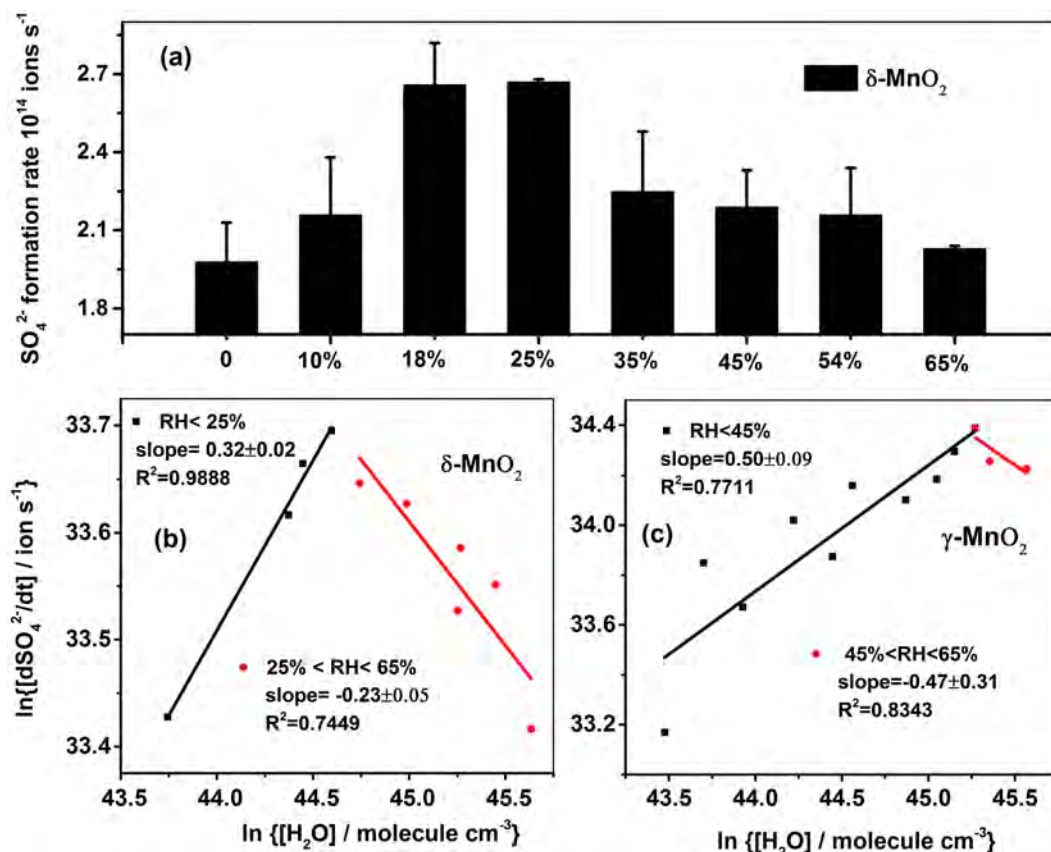 (a)
δ-MnO₂
SO₄²⁻ formation rate 10¹⁴ ions s⁻¹
2.7
2.4
2.1
1.8
0 10% 18% 25% 35% 45% 54% 65%
RH< 25%
slope= 0.32±0.02
R²=0.9888
δ-MnO₂
(b)
25% < RH< 65%
slope= -0.23±0.05
R²=0.7449
ln{[dSO₄²⁻/dt] / ion s⁻¹}
33.7
33.6
33.5
33.4
43.5 44.0 44.5 45.0 45.5
ln {[H₂O] / molecule cm⁻³}
RH<45%
slope=0.50±0.09
R²=0.7711
(c)
γ-MnO₂
45%<RH<65%
slope=-0.47±0.31
R²=0.8343
34.4
34.0
33.6
33.2
43.5 44.0 44.5 45.0 45.5
ln {[H₂O] / molecule cm⁻³}